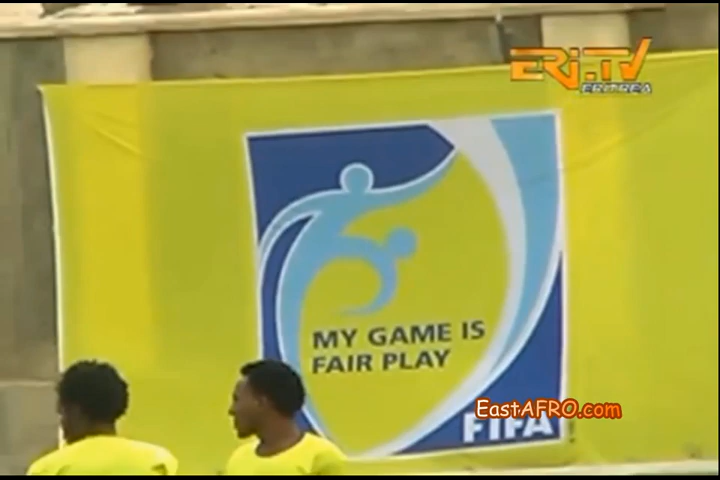 ERi-TV
ERITREA
MY GAME IS
FAIR PLAY
EastAFRO.com
FIFA